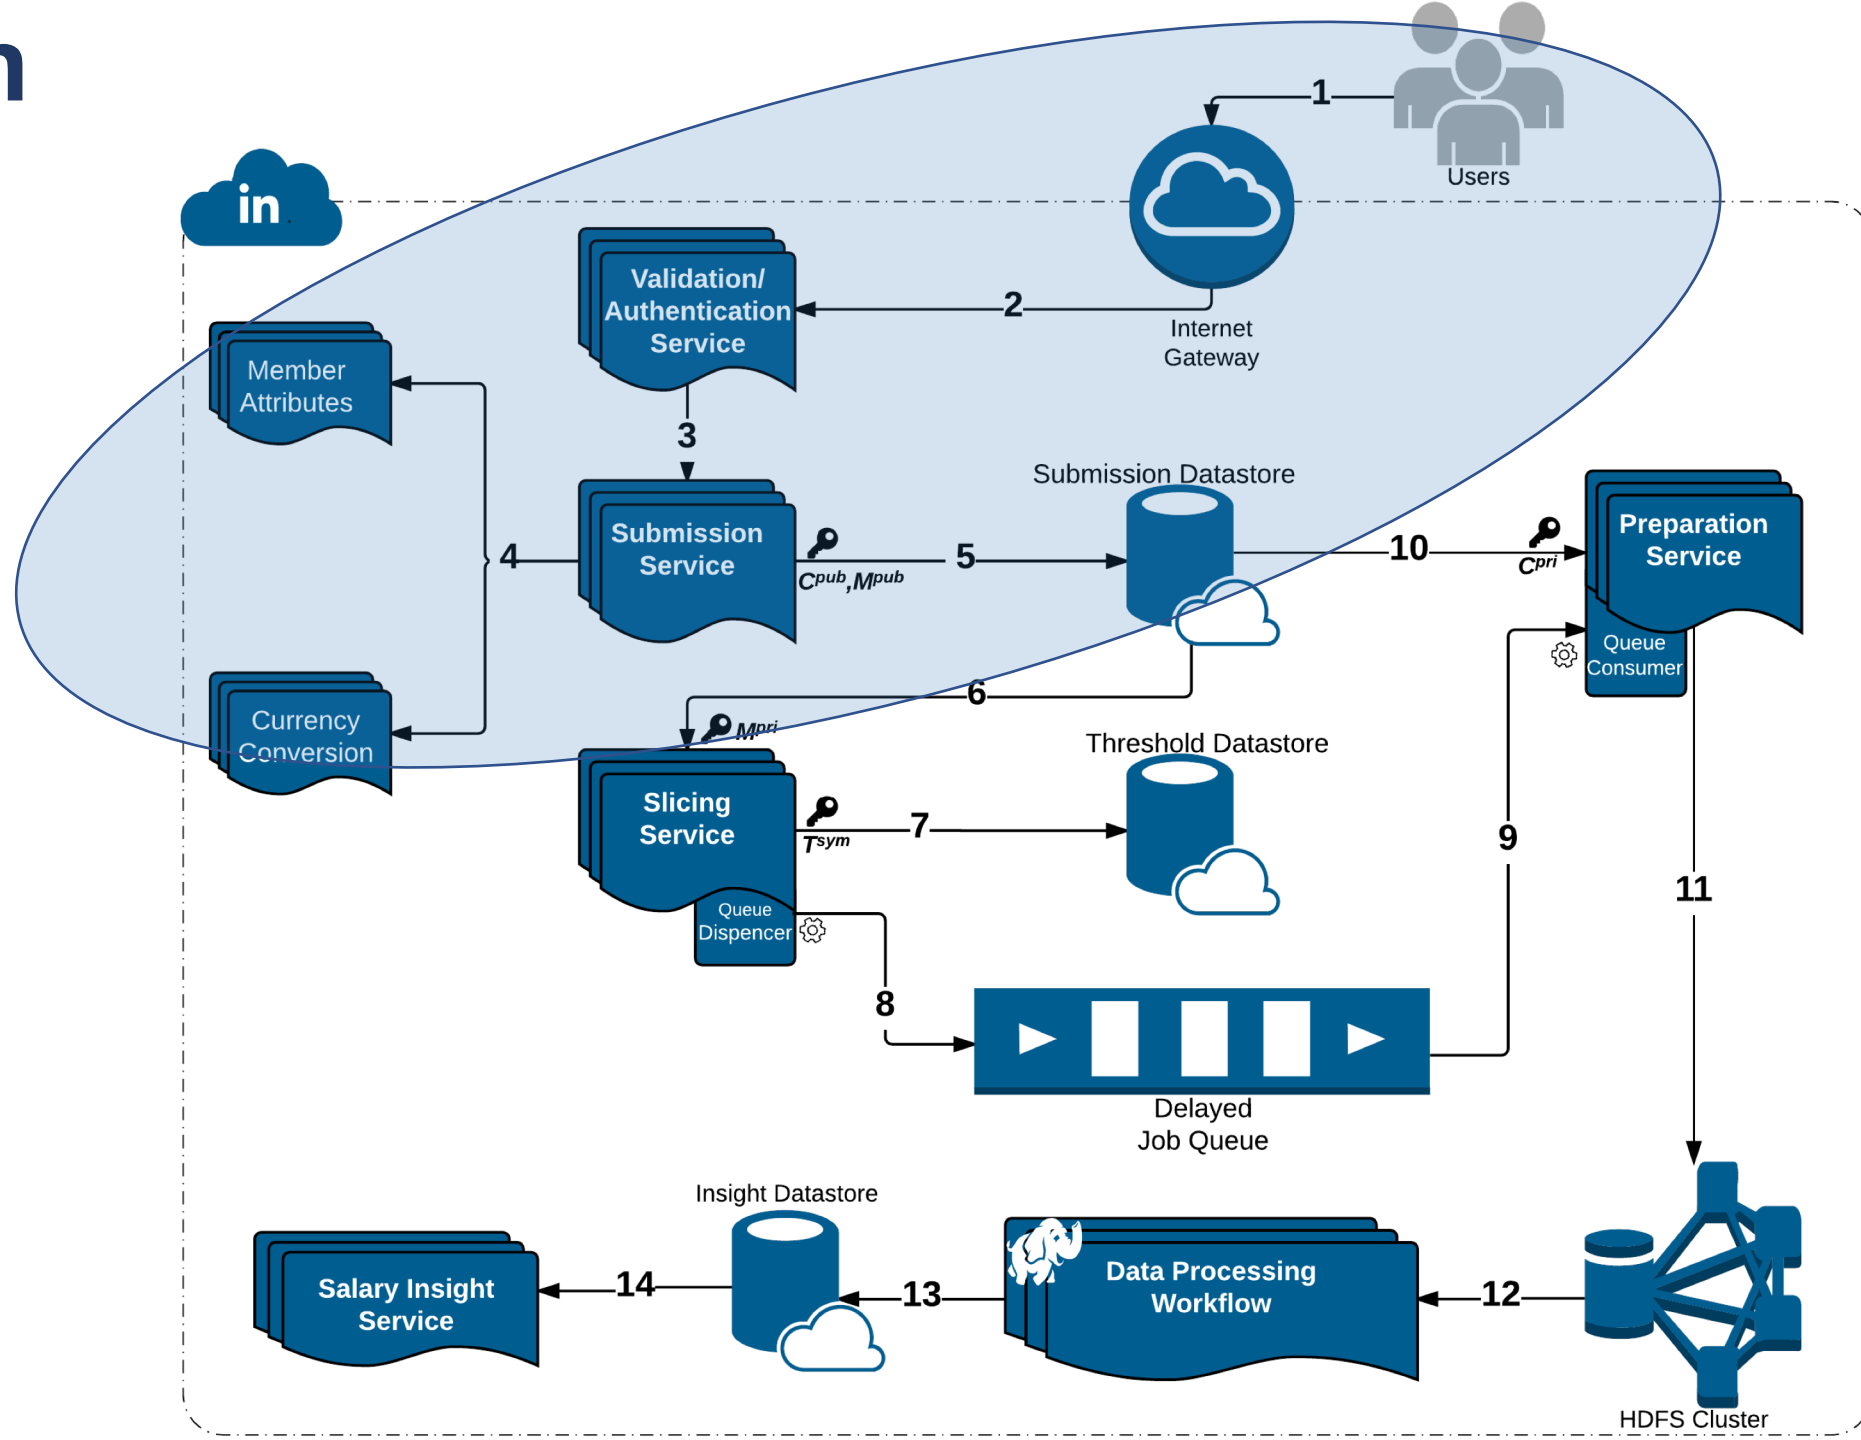 n
1
Users
in
Validation/
Authentication
Service
2
Internet
Gateway
Member
Attributes
3
Submission Datastore
Submission
Service
4
5
Cpub,Mpub
10
Cpri
Preparation
Service
Queue
Consumer
6
Mpri
Currency
Conversion
Threshold Datastore
Slicing
Service
7
Tsym
9
11
Queue
Dispencer
8
Delayed
Job Queue
Insight Datastore
Salary Insight
Service
14
13
Data Processing
Workflow
12
HDFS Cluster